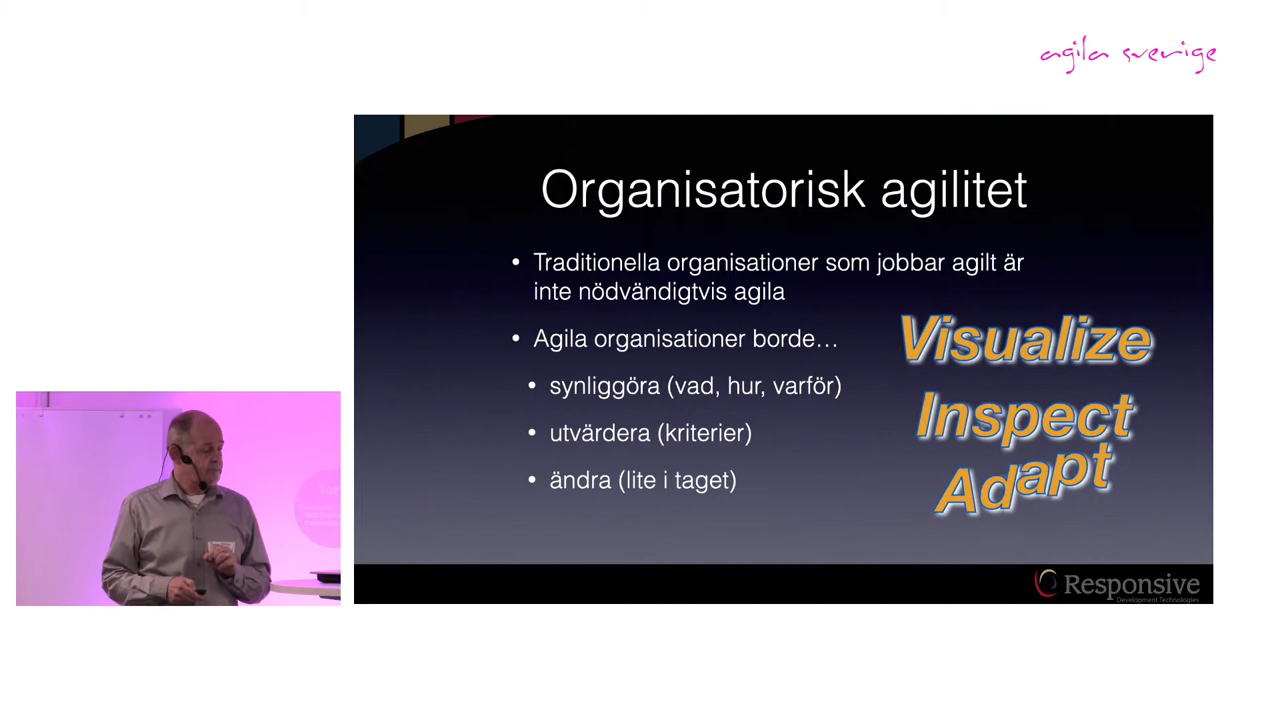 agila sverige
Organisatorisk agilitet
• Traditionella organisationer som jobbar agilt är
inte nödvändigtvis agila
• Agila organisationer borde…
• synliggöra (vad, hur, varför)
• utvärdera (kriterier)
• ändra (lite i taget)
Visualize
Inspect
Adapt
Responsive
Development Technologies